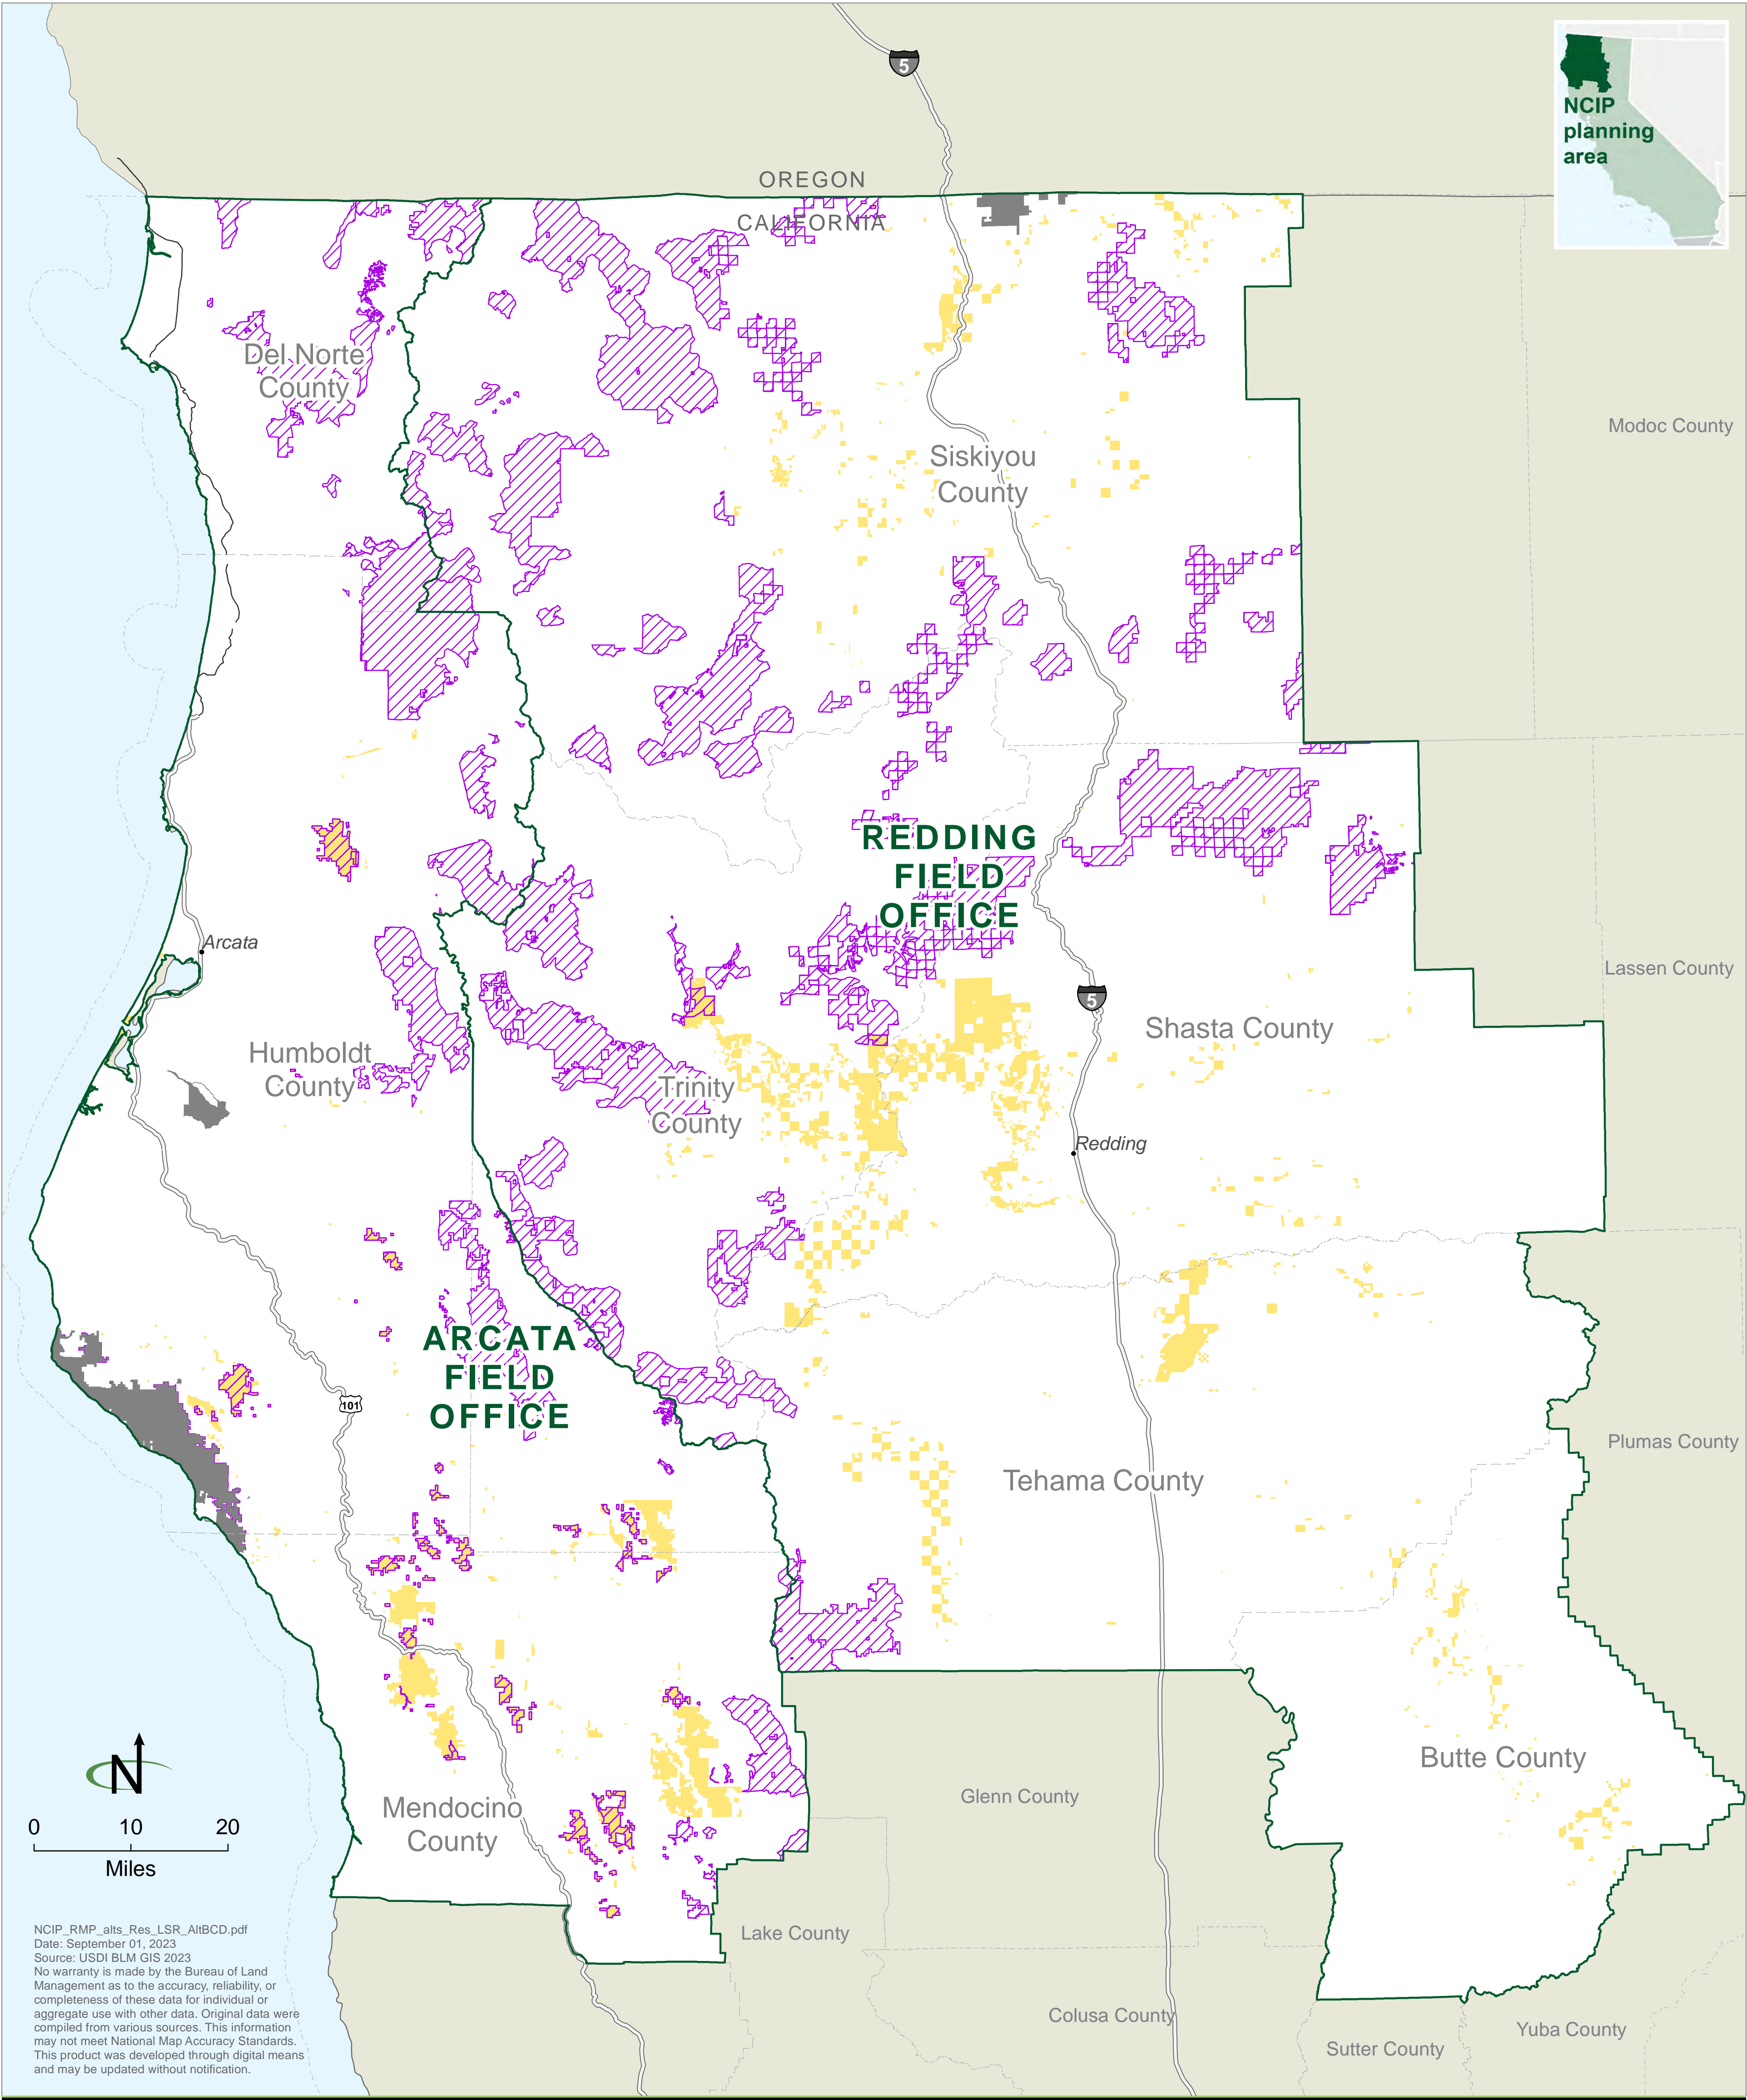 5
NCIP
planning
area
OREGON
CALIFORNIA
Del Norte
County
Modoc County
Siskiyou
County
REDDING
FIELD
OFFICE
Arcata
Lassen County
5
Shasta County
Humboldt
County
Trinity
County
Redding
ARCATA
FIELD
OFFICE
101
Plumas County
Tehama County
N
Butte County
Glenn County
Mendocino
County
0 10 20
Miles
NCIP_RMP_alts_Res_LSR_AltBCD.pdf
Date: September 01, 2023
Source: USDI BLM GIS 2023
No warranty is made by the Bureau of Land
Management as to the accuracy, reliability, or
completeness of these data for individual or
aggregate use with other data. Original data were
compiled from various sources. This information
may not meet National Map Accuracy Standards.
This product was developed through digital means
and may be updated without notification.
Lake County
Colusa County
Yuba County
Sutter County